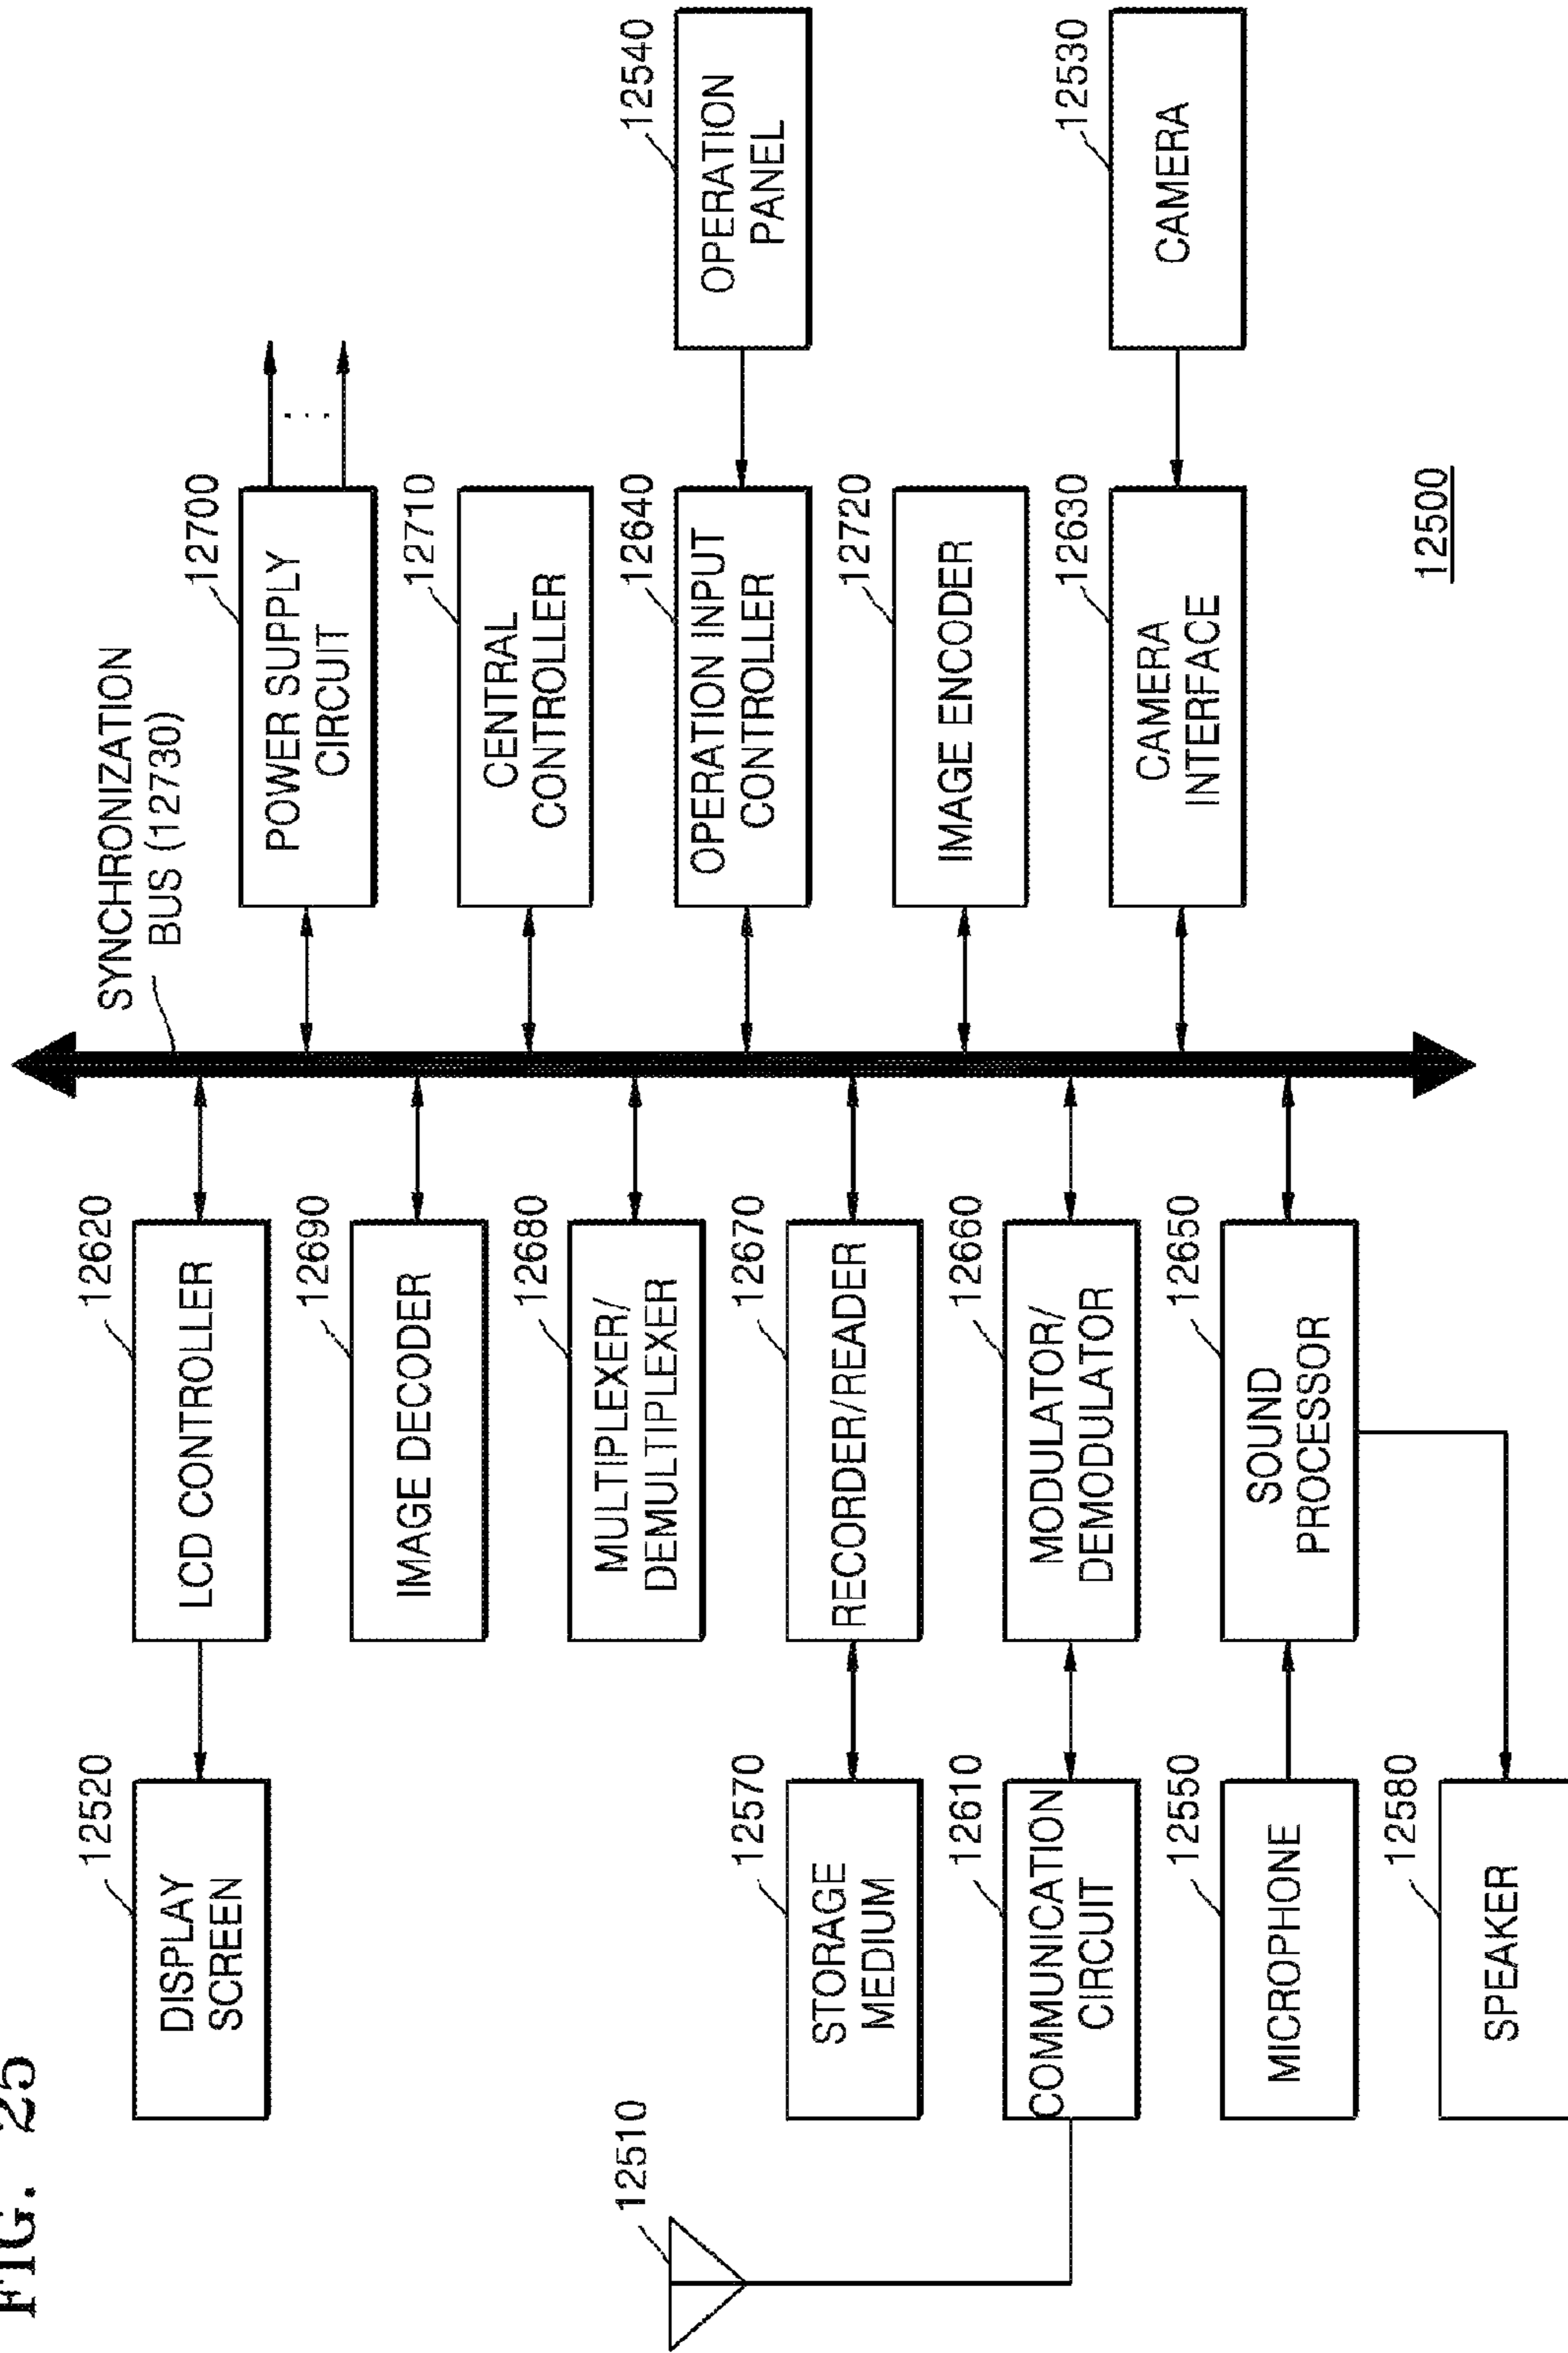 FIG. 25
12510
12520
DISPLAY
SCREEN
12570
STORAGE
MEDIUM
12610
COMMUNICATION
CIRCUIT
12550
MICROPHONE
12580
SPEAKER
12620
LCD CONTROLLER
12690
IMAGE DECODER
12680
MULTIPLEXER/
DEMULTIPLEXER
12670
RECORDER/READER
12660
MODULATOR/
DEMODULATOR
12650
SOUND
PROCESSOR
SYNCHRONIZATION
BUS (12730)
12700
POWER SUPPLY
CIRCUIT
12710
CENTRAL
CONTROLLER
12640
OPERATION INPUT
CONTROLLER
12720
IMAGE ENCODER
12630
CAMERA
INTERFACE
...
12540
OPERATION
PANEL
12530
CAMERA
12500